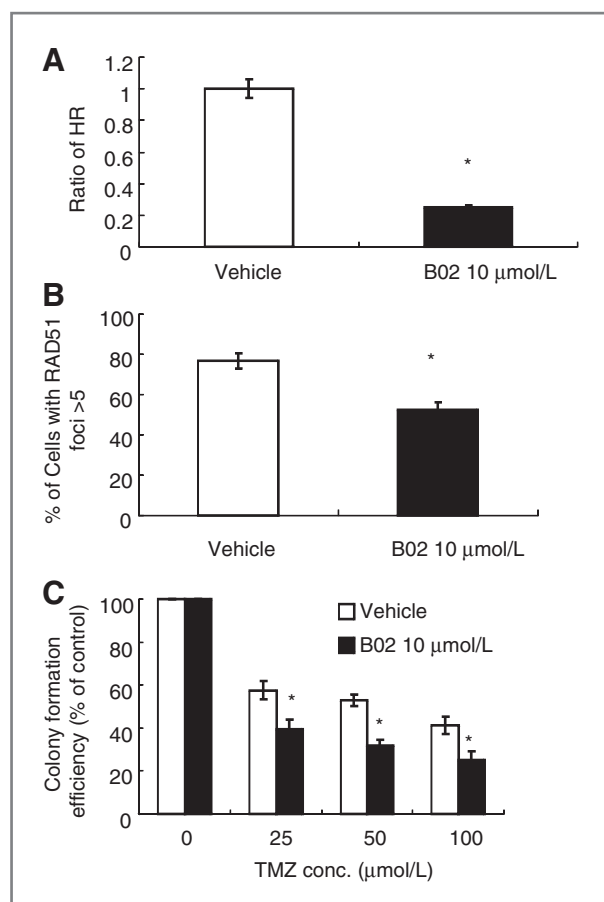 A
Ratio of HR
1.2
1
0.8
0.6
0.4
0.2
0
*
Vehicle
B02 10 μmol/L
B
% of Cells with RAD51
foci >5
100
80
60
40
20
0
*
Vehicle
B02 10 μmol/L
C
Colony formation
efficiency (% of control)
100
80
60
40
20
0
Vehicle
B02 10 μmol/L
*
*
*
0
25
50
100
TMZ conc. (μmol/L)